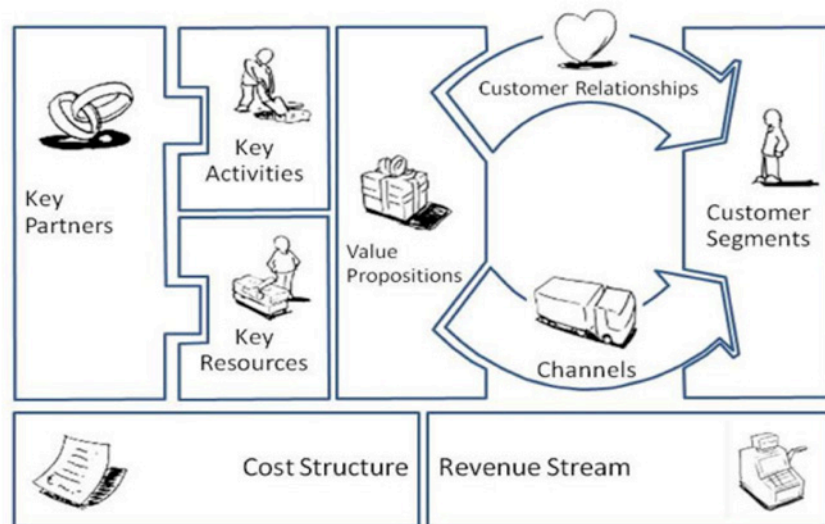 Key
Partners
Key
Activities
Key
Resources
Value
Propositions
Customer Relationships
Channels
Customer
Segments
Cost Structure
Revenue Stream